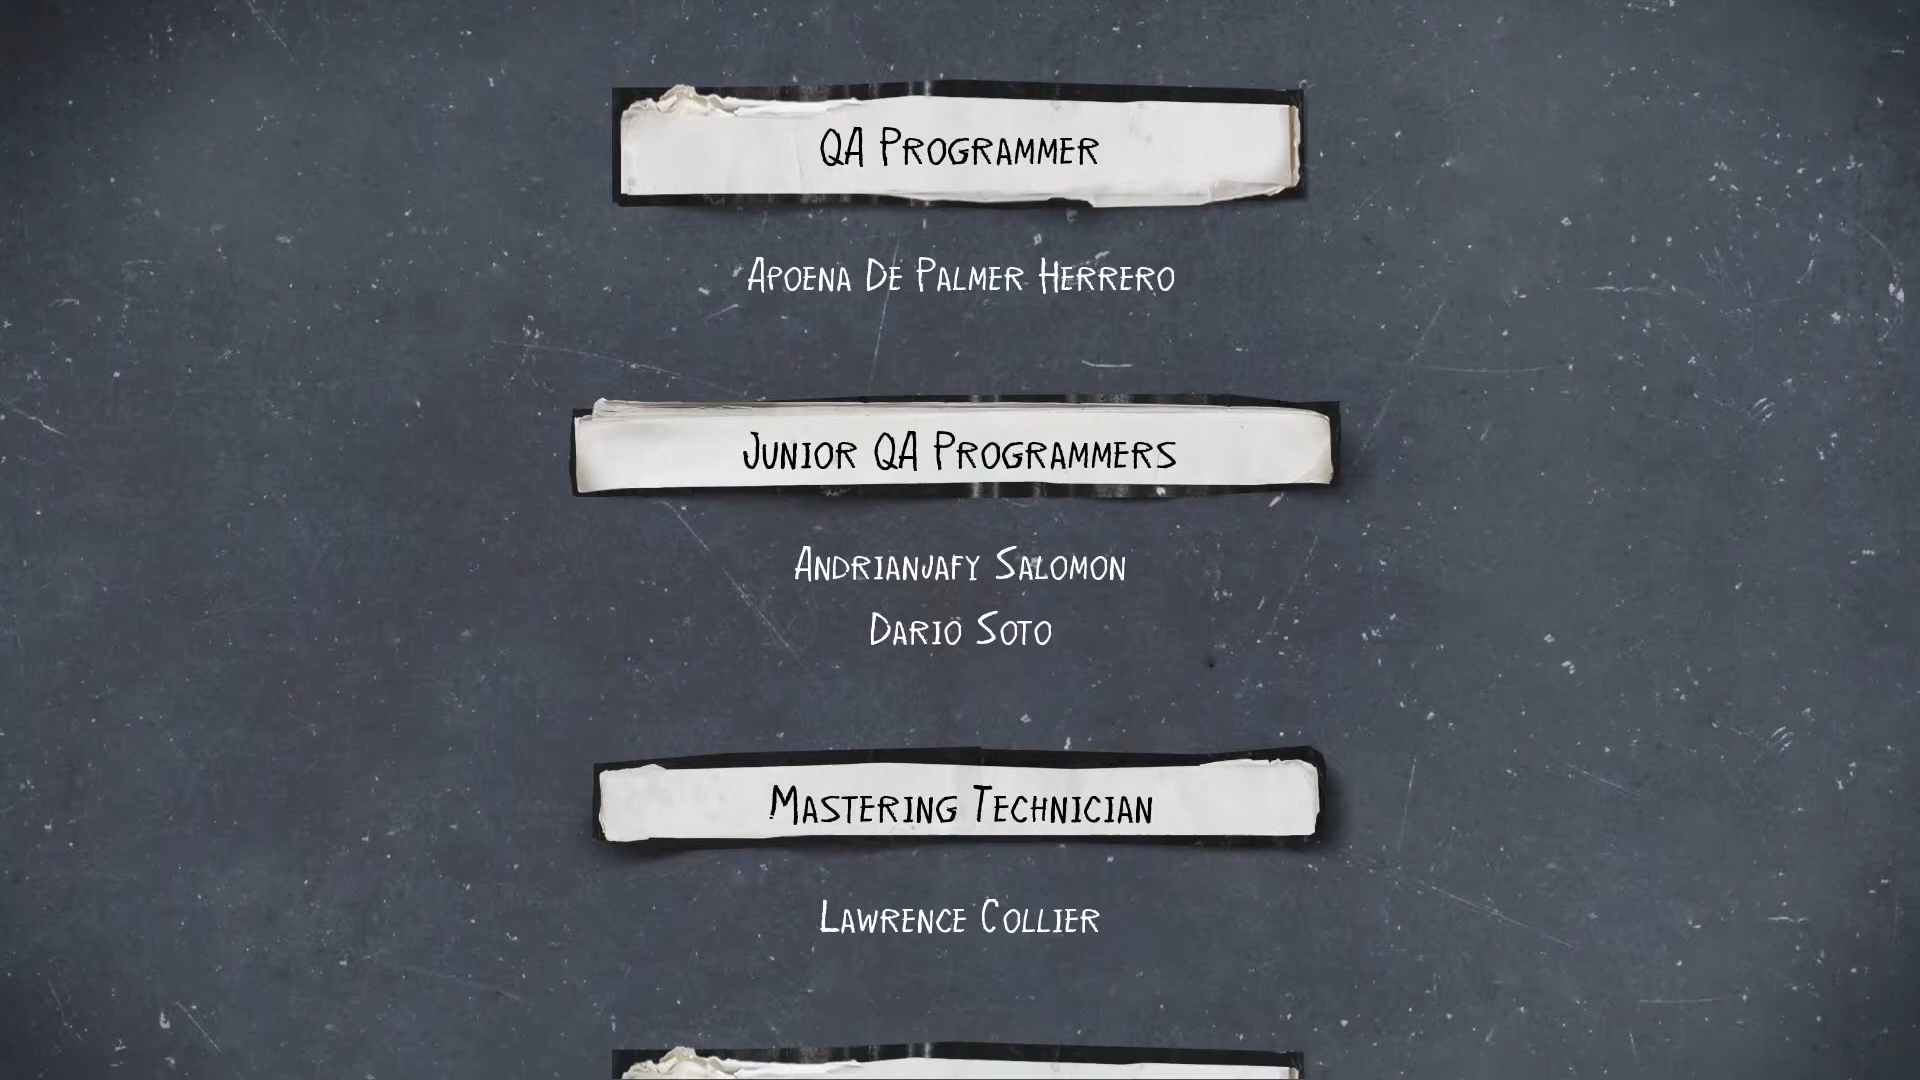 QA Programmer
Apoena De Palmer Herrero
Junior QA Programmers
Andrianjafy Salomon
Dario Soto
Mastering Technician
Lawrence Collier